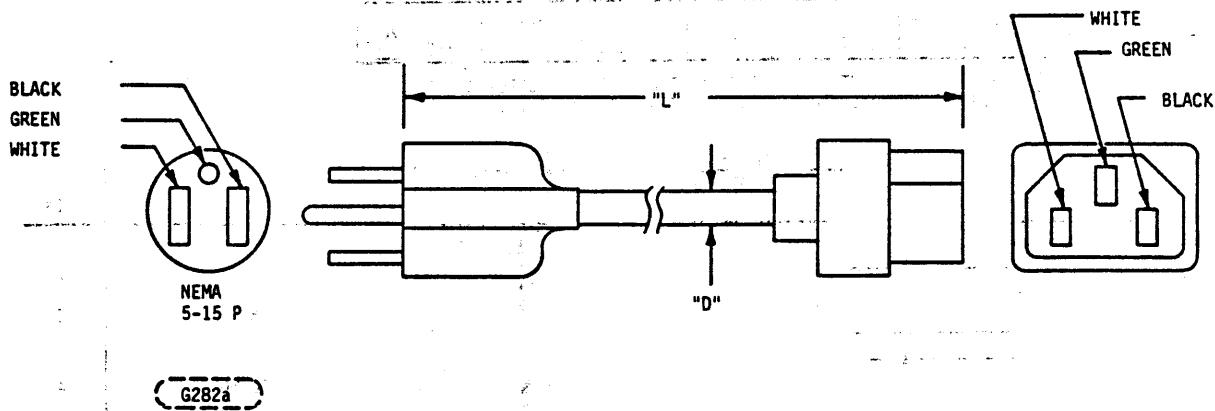 WHITE
GREEN
BLACK
"L"
BLACK
GREEN
WHITE
"D"
NEMA
5-15 P
G282a